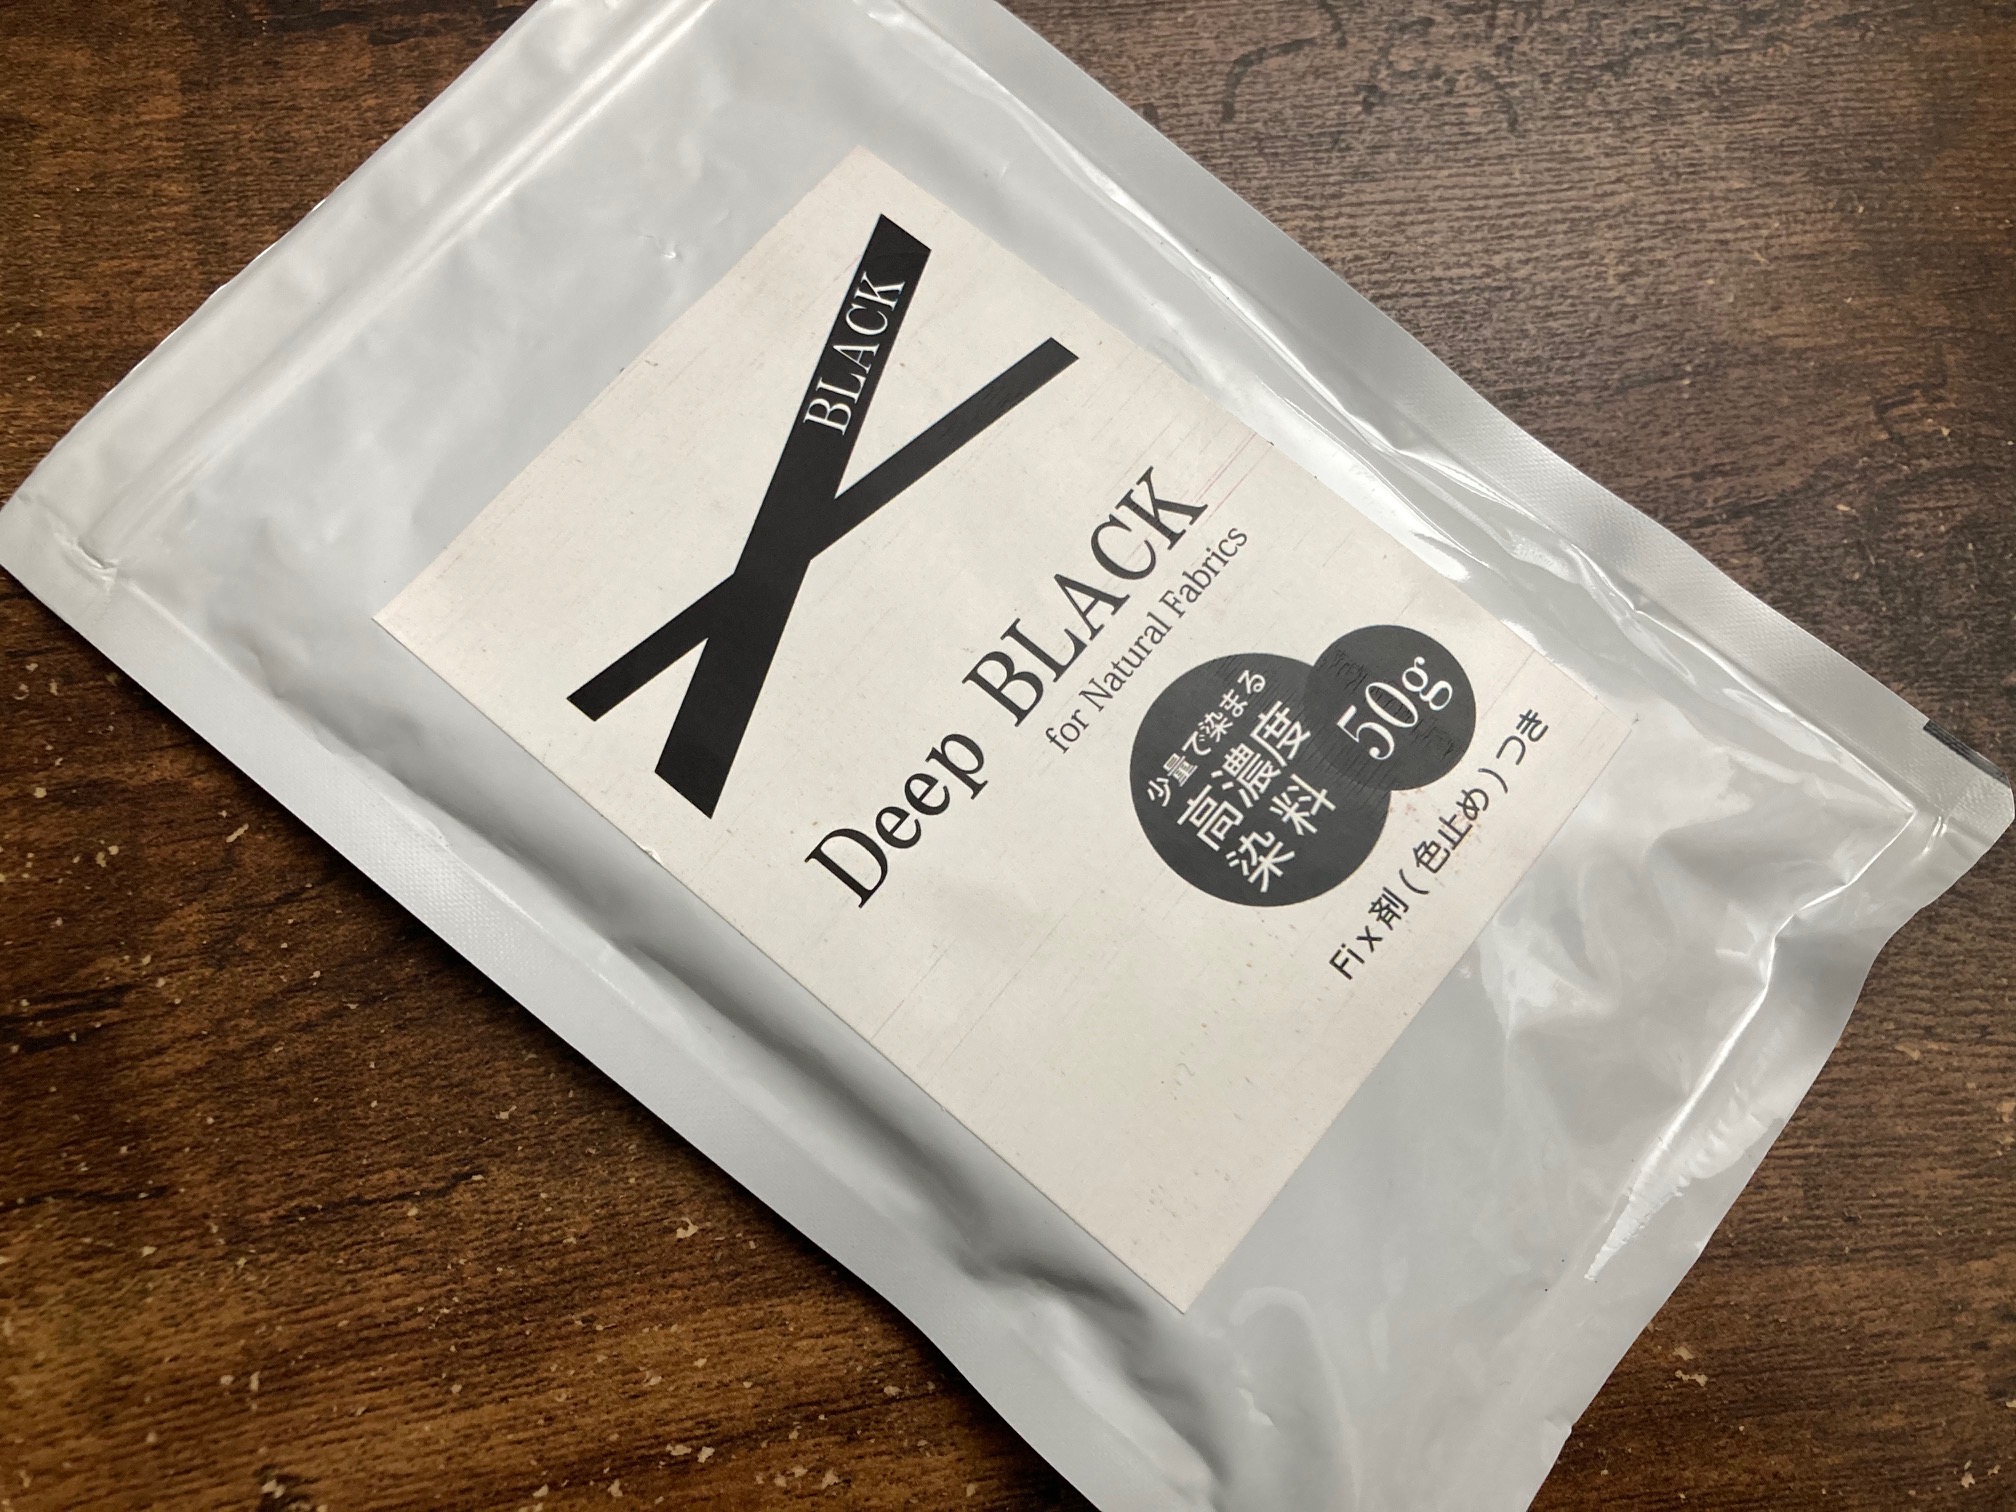 BLACK
Deep BLACK
for Natural Fabrics
少量で染まる
高濃度
染料
50g
Fix剤(色止め)つき